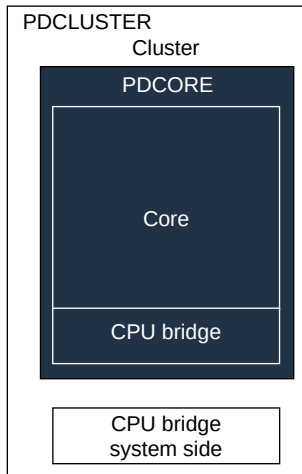 PDCLUSTER
Cluster
PDCORE
Core
CPU bridge
CPU bridge
system side